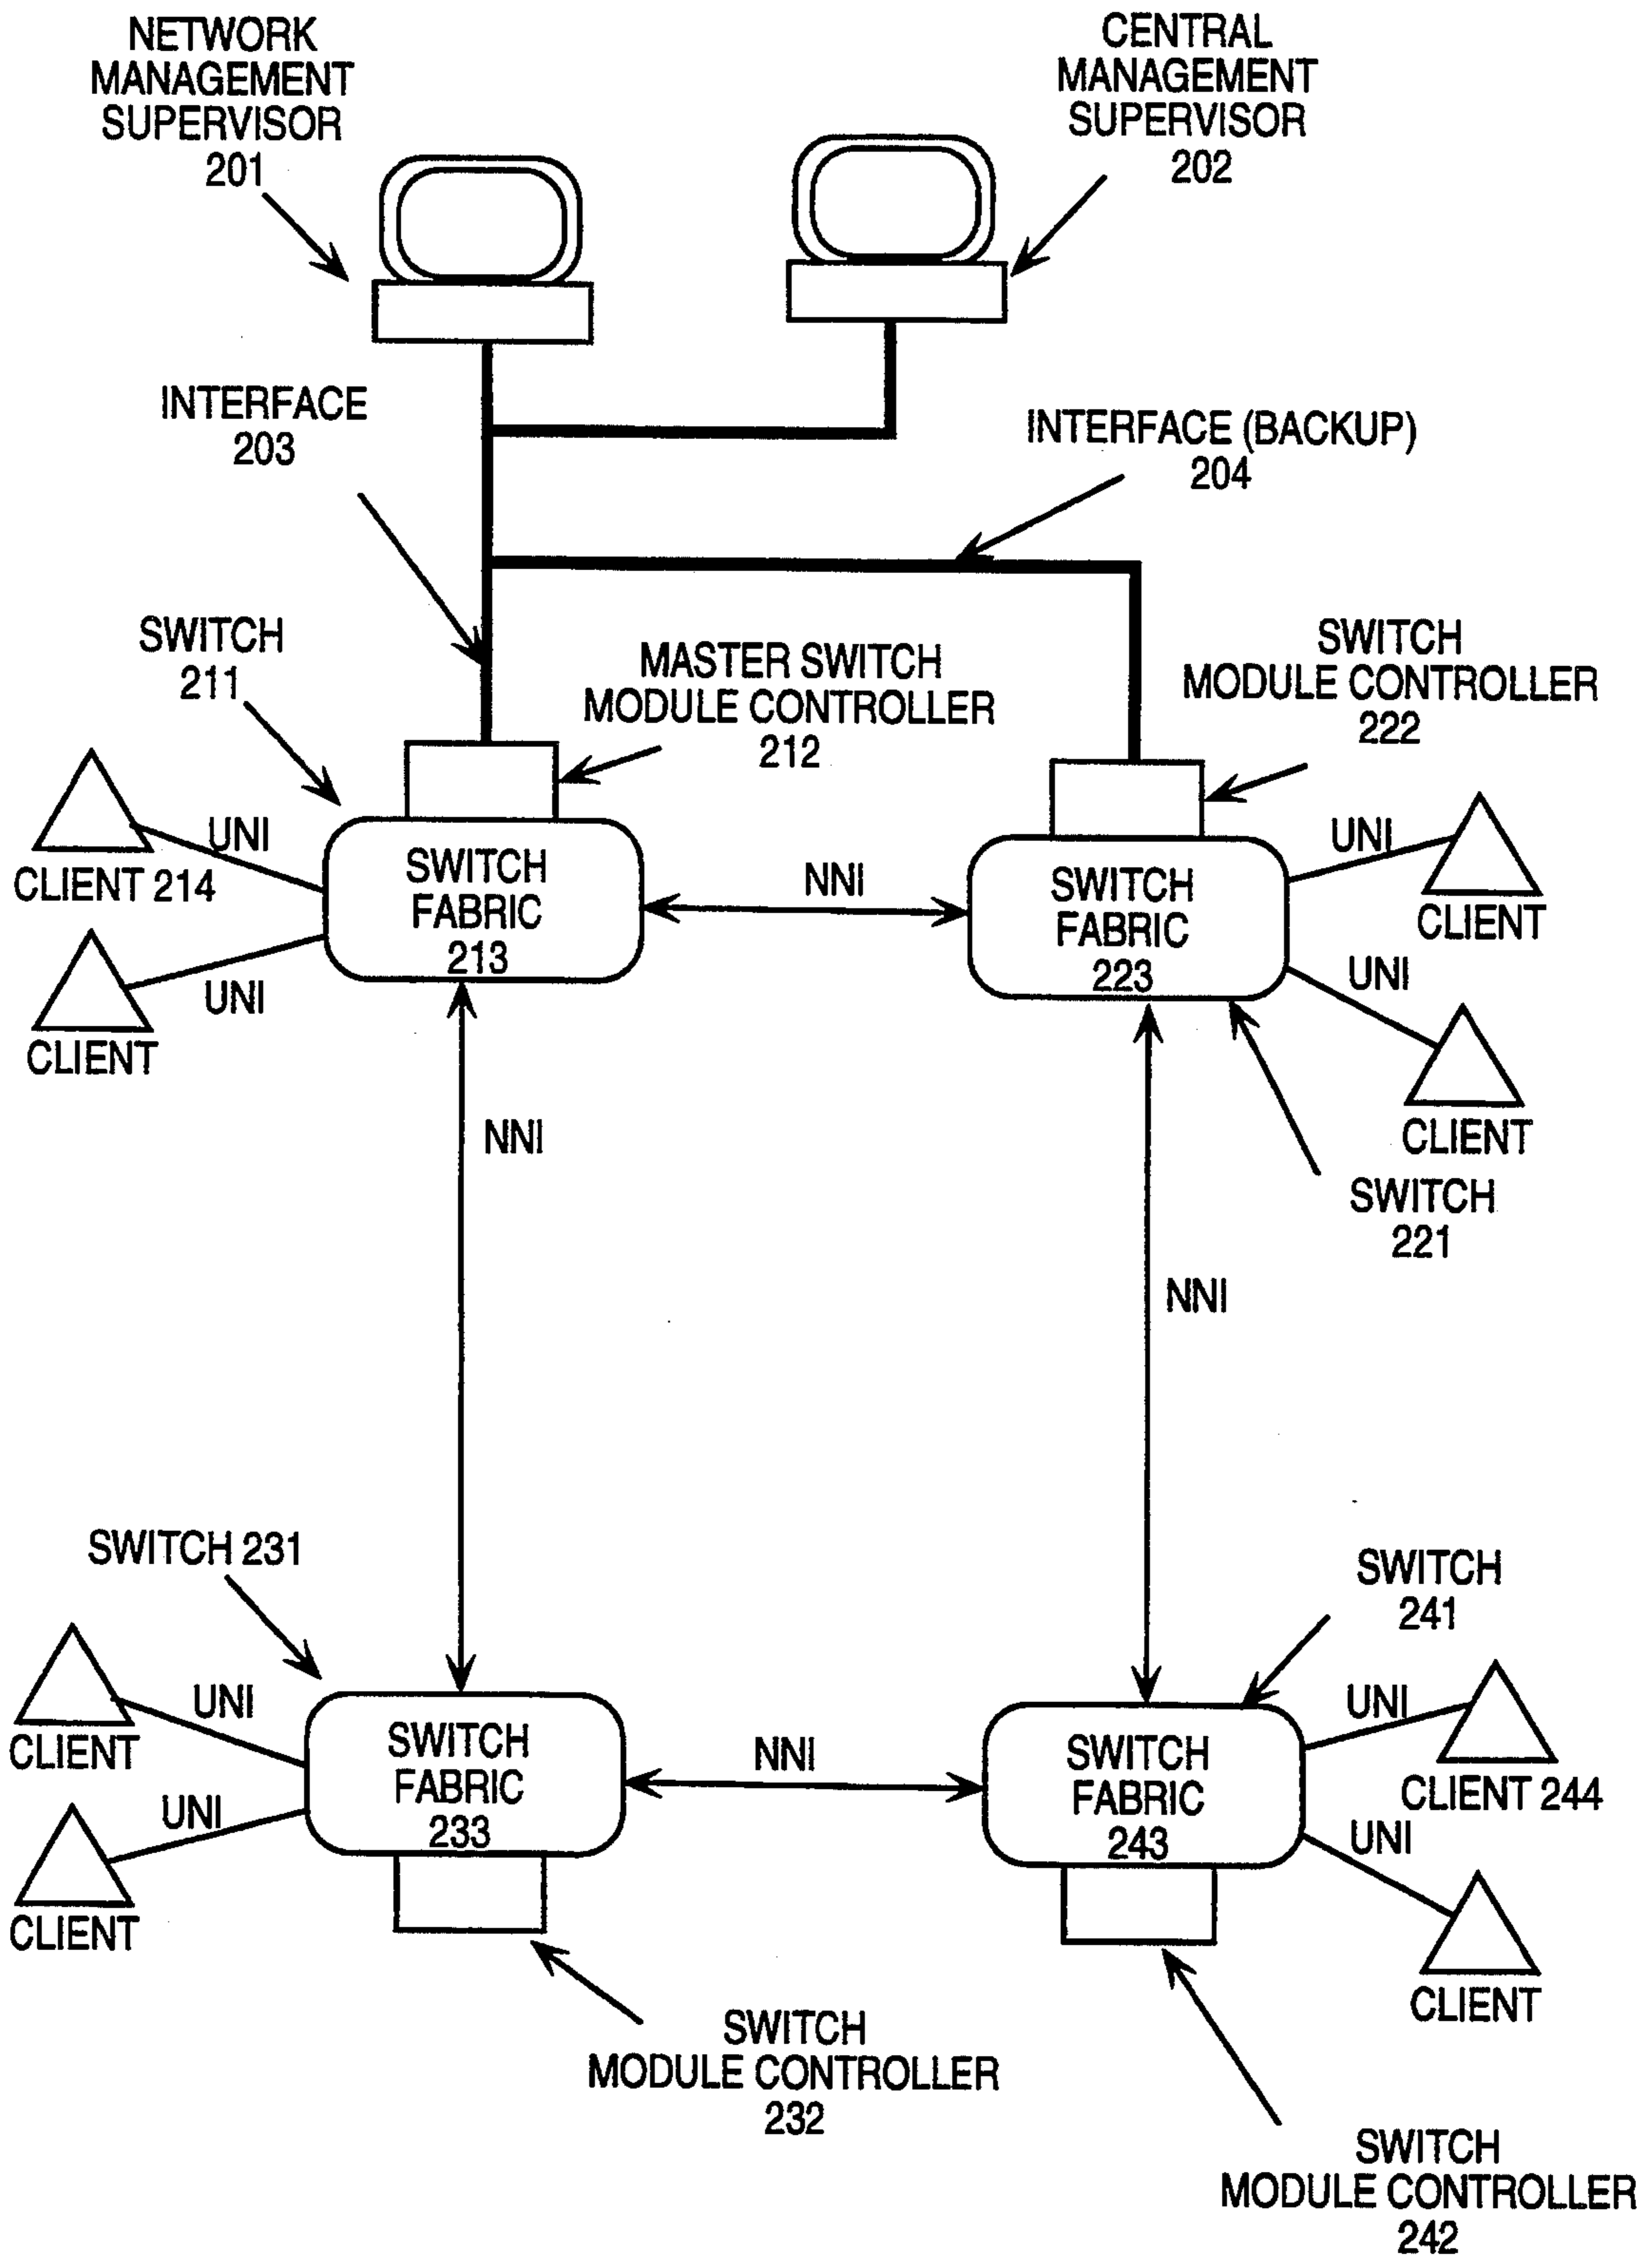 NETWORK
MANAGEMENT
SUPERVISOR
201
CENTRAL
MANAGEMENT
SUPERVISOR
202
INTERFACE
203
INTERFACE (BACKUP)
204
SWITCH
211
MASTER SWITCH
MODULE CONTROLLER
212
SWITCH
MODULE CONTROLLER
222
UNI
CLIENT 214
SWITCH
FABRIC
213
NNI
SWITCH
FABRIC
223
UNI
CLIENT
UNI
CLIENT
UNI
CLIENT
NNI
SWITCH
221
NNI
SWITCH 231
SWITCH
241
UNI
CLIENT
UNI
CLIENT
SWITCH
FABRIC
233
NNI
SWITCH
FABRIC
243
UNI
CLIENT 244
UNI
CLIENT
SWITCH
MODULE CONTROLLER
232
SWITCH
MODULE CONTROLLER
242